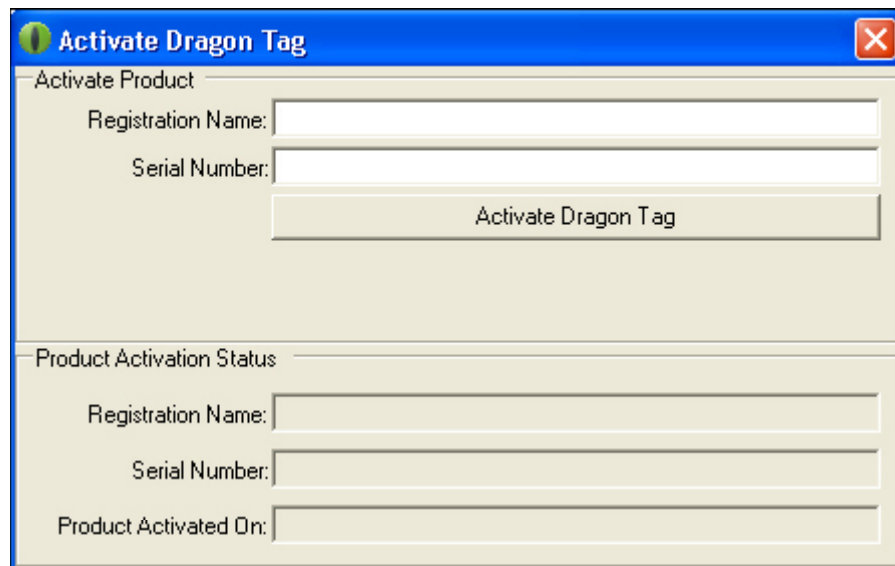 Activate Dragon Tag
Activate Product
Registration Name:
Serial Number:
Activate Dragon Tag
Product Activation Status
Registration Name:
Serial Number:
Product Activated On: